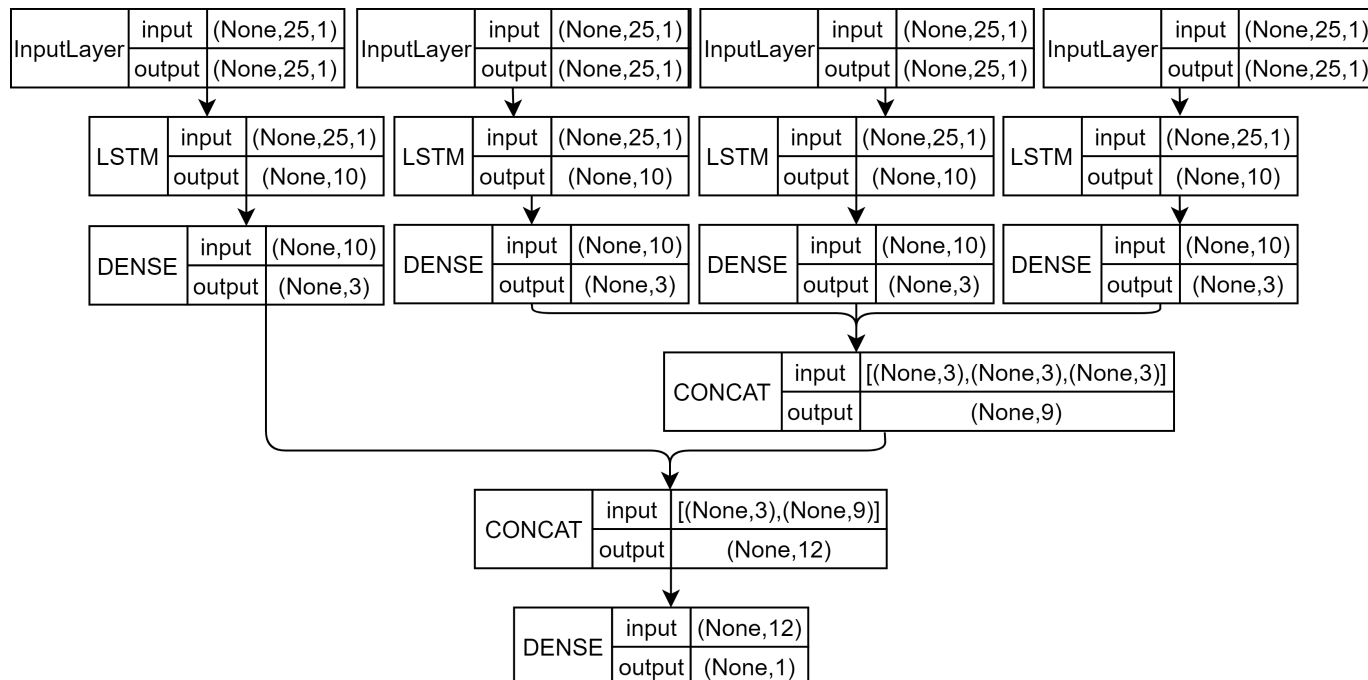 InputLayer input (None,25,1)
output (None,25,1)
InputLayer input (None,25,1)
output (None,25,1)
InputLayer input (None,25,1)
output (None,25,1)
InputLayer input (None,25,1)
output (None,25,1)
LSTM input (None,25,1)
output (None,10)
LSTM input (None,25,1)
output (None,10)
LSTM input (None,25,1)
output (None,10)
LSTM input (None,25,1)
output (None,10)
DENSE input (None,10)
output (None,3)
DENSE input (None,10)
output (None,3)
DENSE input (None,10)
output (None,3)
DENSE input (None,10)
output (None,3)
CONCAT input [(None,3),(None,3),(None,3)]
output (None,9)
CONCAT input [(None,3),(None,9)]
output (None,12)
DENSE input (None,12)
output (None,1)